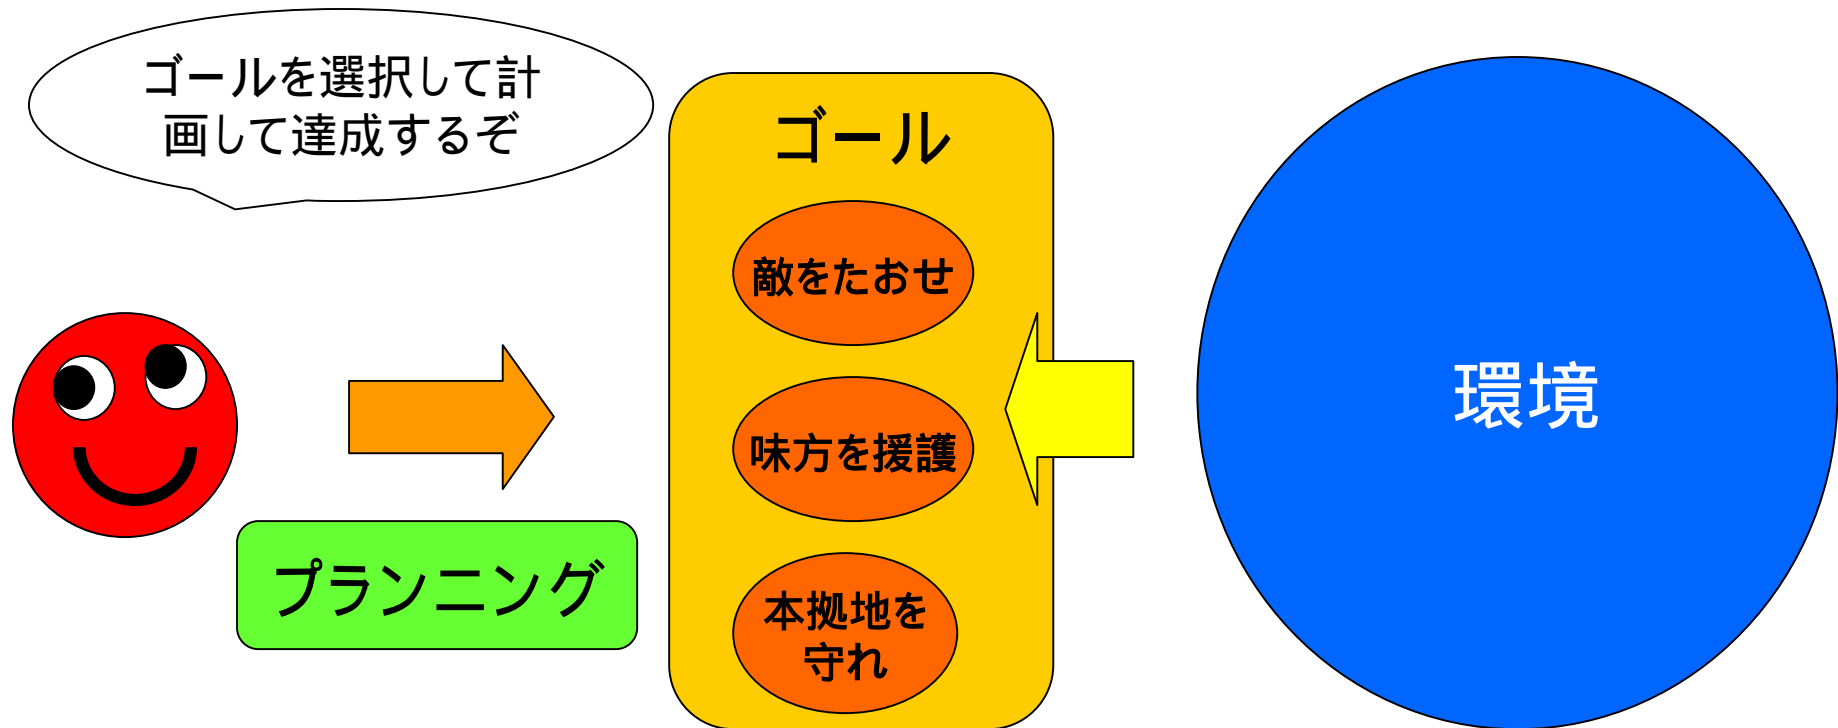 ゴールを選択して計
画して達成するぞ
ゴール
敵をたおせ
味方を援護
本拠地を
守れ
プランニング
環境